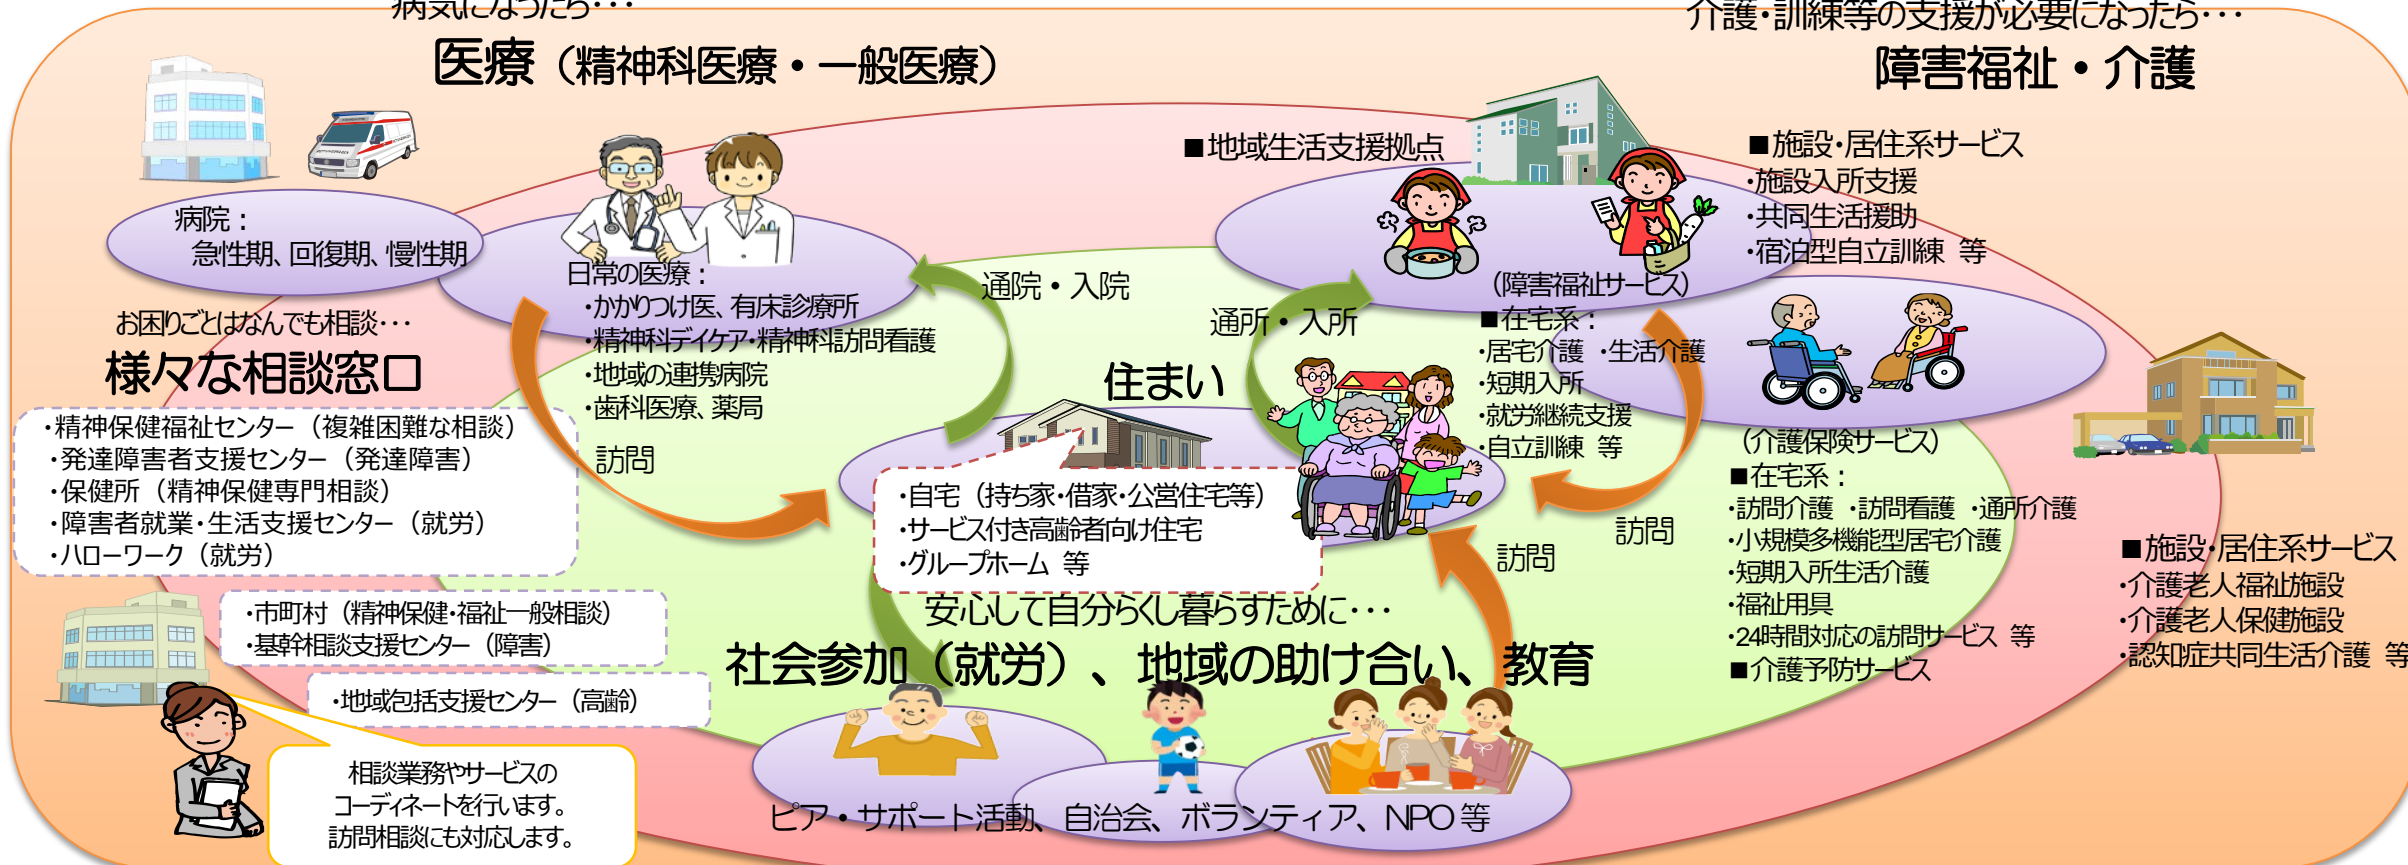 病気になったら・・・
医療（精神科医療・一般医療）
病院：
急性期、回復期、慢性期
日常の医療：
・かかりつけ医、有床診療所
・精神科デイケア・精神科訪問看護
・地域の連携病院
・歯科医療、薬局
通院・入院
訪問
介護・訓練等の支援が必要になったら・・・
障害福祉・介護
■地域生活支援拠点
■施設・居住系サービス
・施設入所支援
・共同生活援助
・宿泊型自立訓練 等
（障害福祉サービス）
■在宅系：
・居宅介護 ・生活介護
・短期入所
・就労継続支援
・自立訓練 等
通所・入所
訪問
（介護保険サービス）
■在宅系：
・訪問介護 ・訪問看護 ・通所介護
・小規模多機能型居宅介護
・短期入所生活介護
・福祉用具
・24時間対応の訪問サービス 等
■介護予防サービス
■施設・居住系サービス
・介護老人福祉施設
・介護老人保健施設
・認知症共同生活介護 等
お困りごとはなんでも相談・・・
様々な相談窓口
・精神保健福祉センター（複雑困難な相談）
・発達障害者支援センター（発達障害）
・保健所（精神保健専門相談）
・障害者就業・生活支援センター（就労）
・ハローワーク（就労）
・市町村（精神保健・福祉一般相談）
・基幹相談支援センター（障害）
・地域包括支援センター（高齢）
相談業務やサービスの
コーディネートを行います。
訪問相談にも対応します。
住まい
・自宅（持ち家・借家・公営住宅等）
・サービス付き高齢者向け住宅
・グループホーム 等
訪問
安心して自分らしく暮らすために・・・
社会参加（就労）、地域の助け合い、教育
ピア・サポート活動、自治会、ボランティア、NPO 等